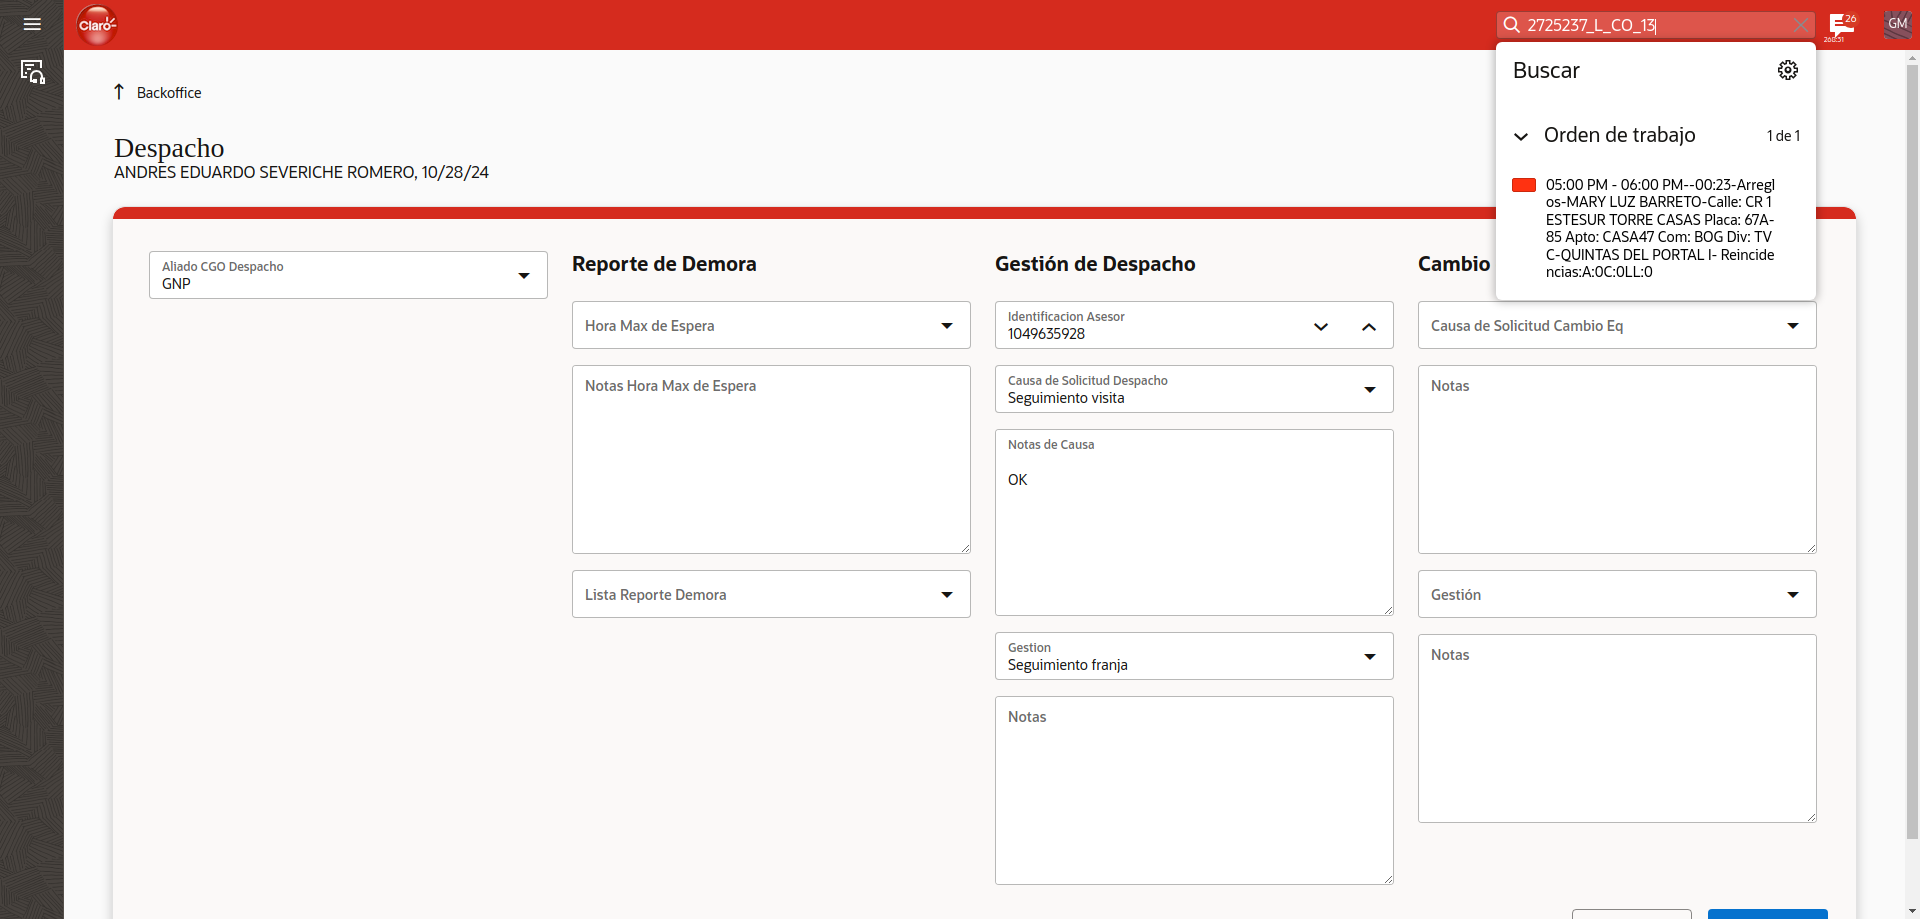 Claro
2725237_L_CO_13
26
GM
Backoffice
Despacho
ANDRES EDUARDO SEVERICHE ROMERO, 10/28/24
Buscar
Orden de trabajo
1 de 1
05:00 PM - 06:00 PM--00:23-Arregl
os-MARY LUZ BARRETO-Calle: CR 1
ESTESUR TORRE CASAS Placa: 67A-
85 Apto: CASA47 Com: BOG Div: TV
C-QUINTAS DEL PORTAL I- Reincide
ncias:A:0C:0LL:0
Aliado CGO Despacho
GNP
Reporte de Demora
Hora Max de Espera
Notas Hora Max de Espera
Lista Reporte Demora
Gestión de Despacho
Identificacion Asesor
1049635928
Causa de Solicitud Despacho
Seguimiento visita
Notas de Causa
OK
Gestion
Seguimiento franja
Notas
Cambio
Causa de Solicitud Cambio Eq
Notas
Gestión
Notas